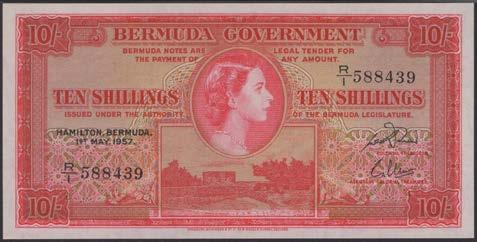 10/- BERMUDA GOVERNMENT 10/-
BERMUDA NOTES ARE LEGAL TENDER FOR
THE PAYMENT OF ANY AMOUNT.
R/1 588439
TEN SHILLINGS TEN SHILLINGS
ISSUED UNDER THE AUTHORITY OF THE BERMUDA LEGISLATURE.
HAMILTON, BERMUDA.
1ST MAY, 1957.
R/1 588439
10/- 10/-